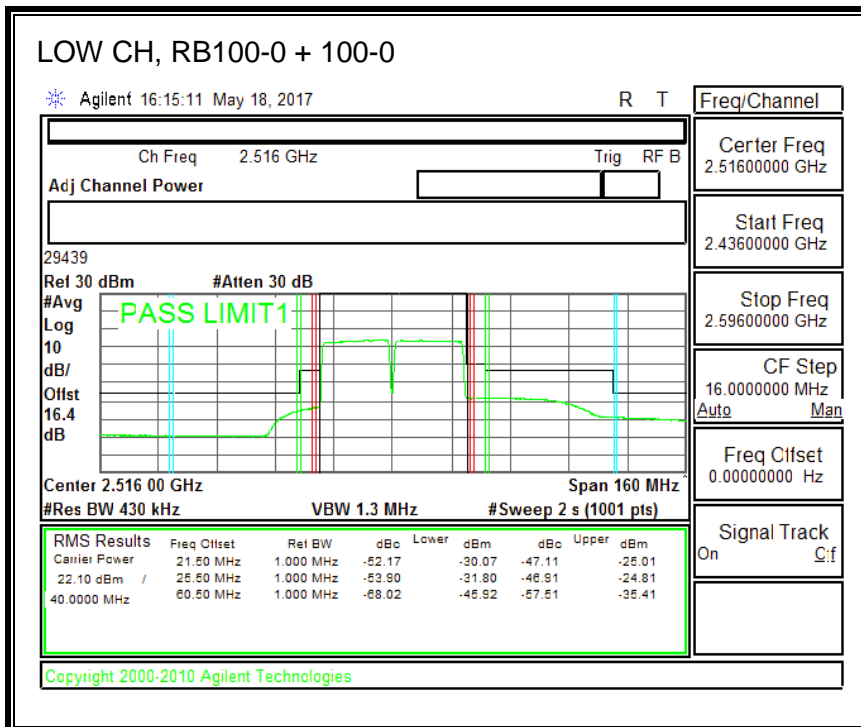 LOW CH, RB100-0 + 100-0
Agilent 16:15:11 May 18, 2017 R T
Freq/Channel
Ch Freq 2.516 GHz Trig RF B
Adj Channel Power
Center Freq
2.51600000 GHz
Start Freq
2.43600000 GHz
Stop Freq
2.59600000 GHz
CF Step
16.0000000 MHz
Auto Man
Freq Offset
0.00000000 Hz
Signal Track
On Off
29439
Ref 30 dBm #Atten 30 dB
#Avg
Log
10
dB/
Offst
16.4
dB
PASS LIMIT1
Center 2.516 00 GHz Span 160 MHz
#Res BW 430 kHz VBW 1.3 MHz #Sweep 2 s (1001 pts)
RMS Results Freq Offset Ref BW dBc Lower dBm dBc Upper dBm
Carrier Power 21.50 MHz 1.000 MHz -52.17 -30.07 -47.11 -25.01
22.10 dBm / 25.50 MHz 1.000 MHz -53.90 -31.80 -46.91 -24.81
40.0000 MHz 60.50 MHz 1.000 MHz -68.02 -45.92 -57.51 -35.41
Copyright 2000-2010 Agilent Technologies